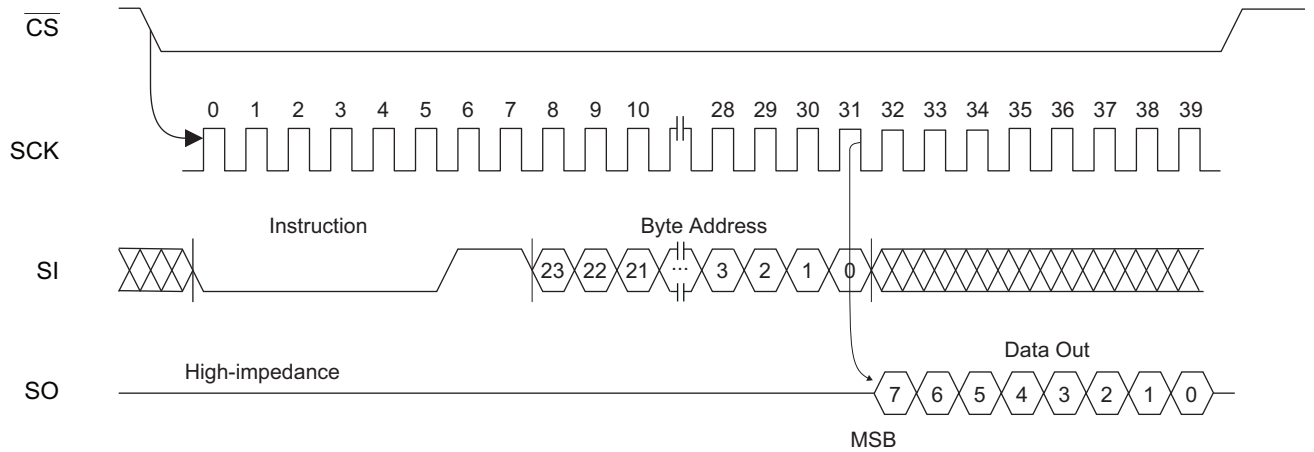 CS
0 1 2 3 4 5 6 7 8 9 10 28 29 30 31 32 33 34 35 36 37 38 39
SCK
Instruction Byte Address
SI 23 22 21 ... 3 2 1 0
Data Out
High-impedance
SO 7 6 5 4 3 2 1 0
MSB